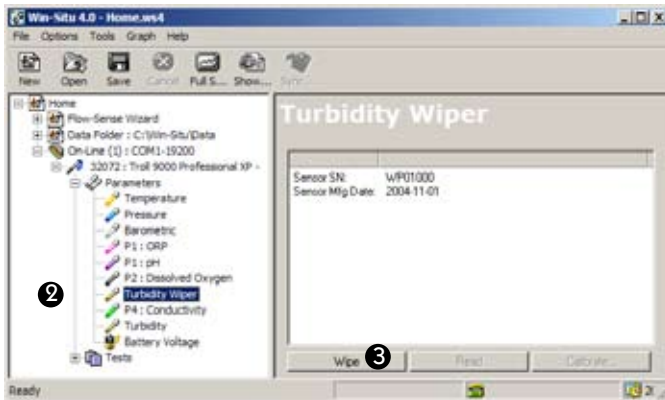 Win-Situ 4.0 - Home.ws4
File Options Tools Graph Help
New Open Save Cancel Full S... Show... Sync...
Home
Flow-Sense Wizard
Data Folder : C:\Win-Situ\Data
On-Line (1) : COM1-19200
32072 : Troll 9000 Professional XP -
Parameters
Temperature
Pressure
Barometric
P1 : ORP
P1 : pH
P2 : Dissolved Oxygen
Turbidity Wiper
P4 : Conductivity
Turbidity
Battery Voltage
Tests
2
Turbidity Wiper
Sensor SN: WP01000
Sensor Mfg Date: 2004-11-01
Wipe 3 Read Calibrate...
Ready